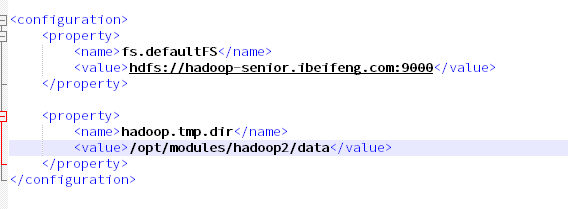 <configuration>
<property>
<name>fs.defaultFS</name>
<value>hdfs://hadoop-senior.ibeifeng.com:9000</value>
</property>
<property>
<name>hadoop.tmp.dir</name>
<value>/opt/modules/hadoop2/data</value>
</property>
</configuration>